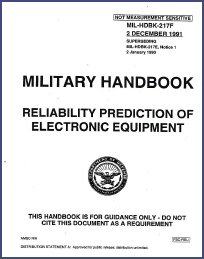 NOT MEASUREMENT SENSITIVE
MIL-HDBK-217F
2 DECEMBER 1991
SUPERSEDING
MIL-HDBK-217E, Notice 1
2 January 1990
MILITARY HANDBOOK
RELIABILITY PREDICTION OF
ELECTRONIC EQUIPMENT
THIS HANDBOOK IS FOR GUIDANCE ONLY - DO NOT
CITE THIS DOCUMENT AS A REQUIREMENT
AMSC N/A
DISTRIBUTION STATEMENT A: Approved for public release; distribution unlimited.